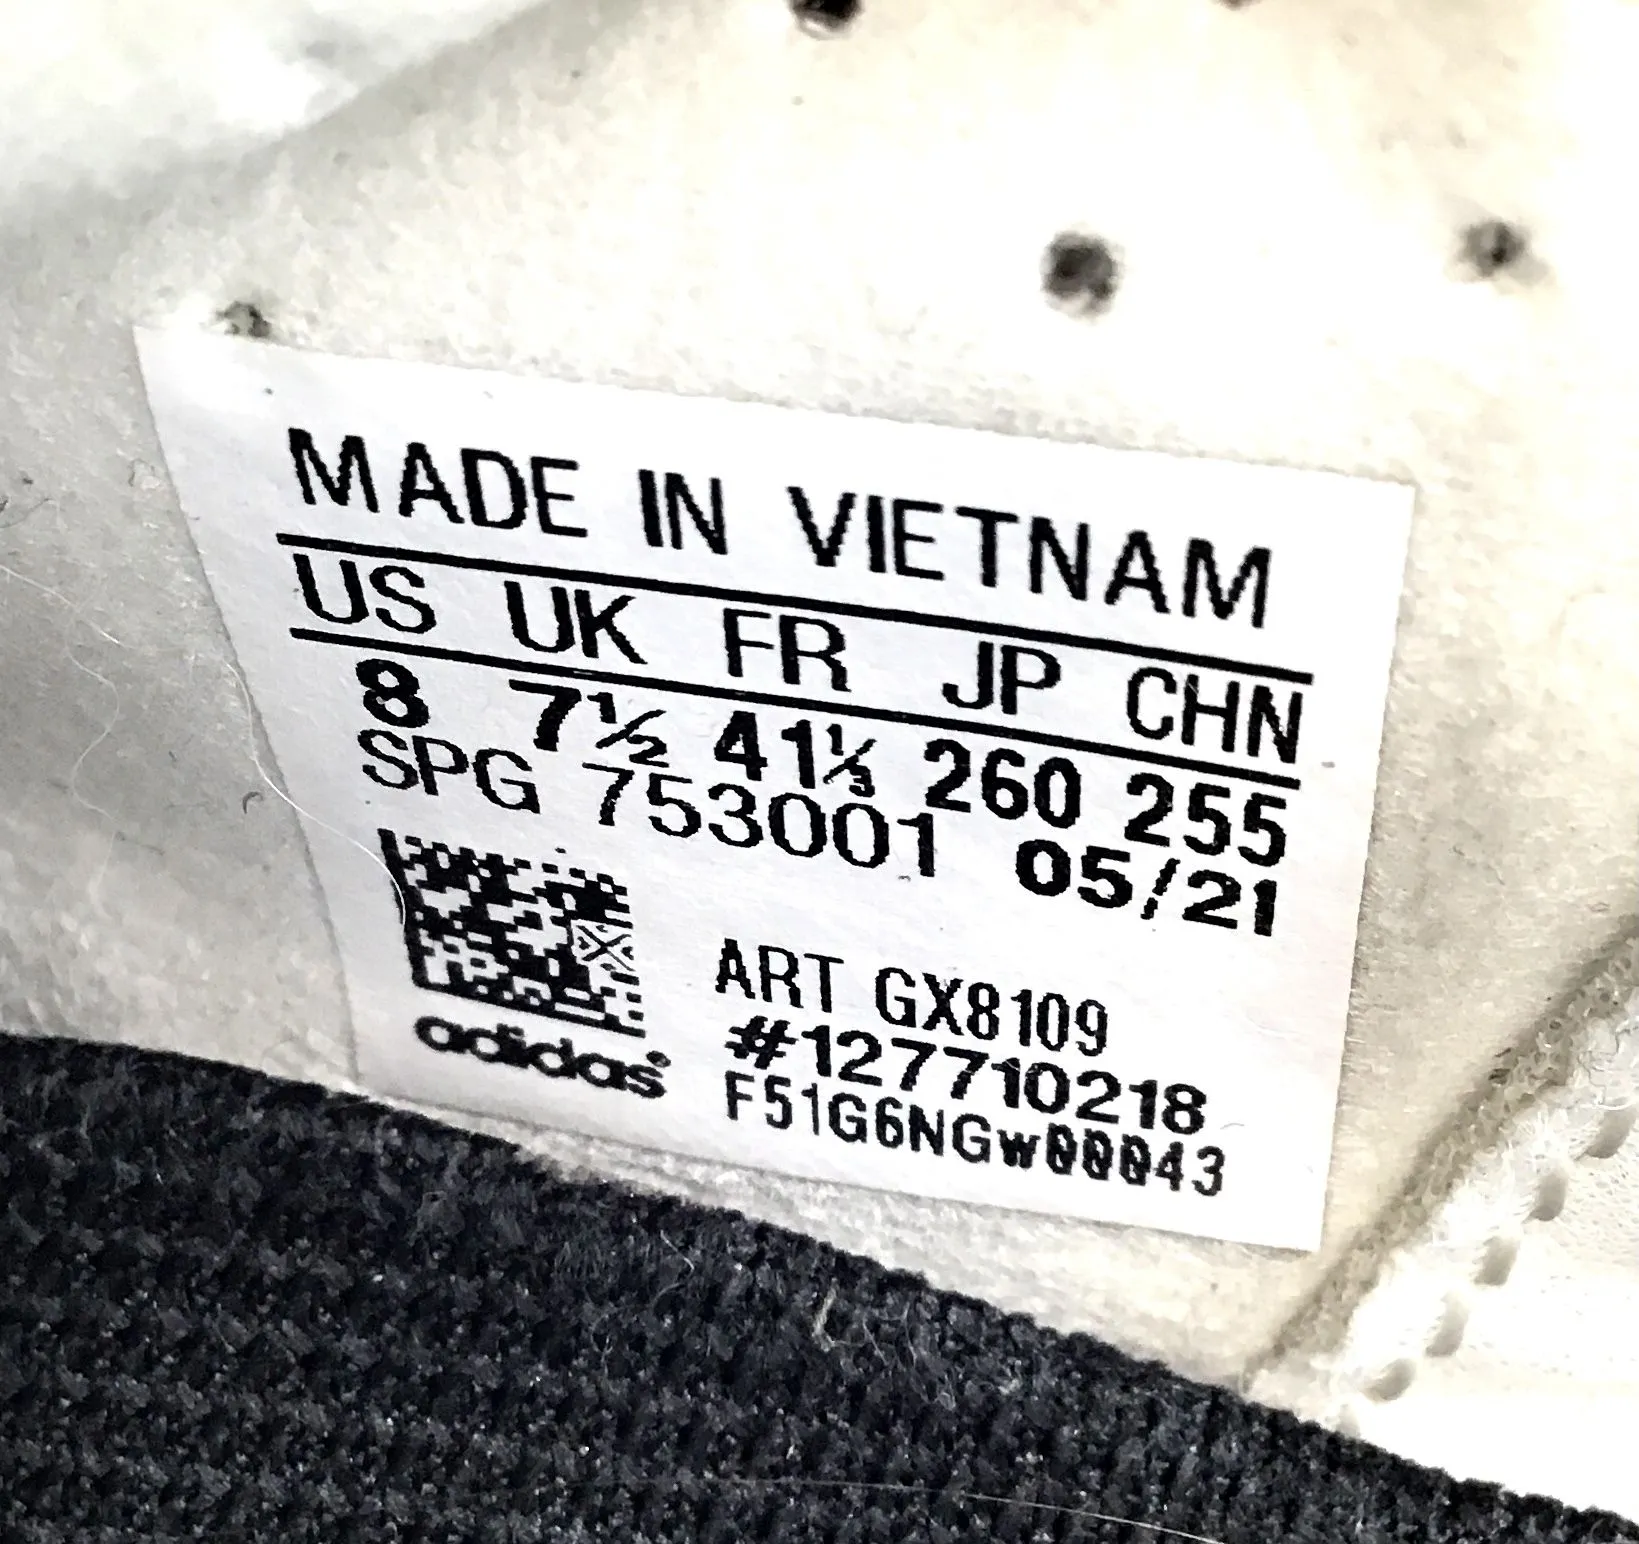 MADE IN VIETNAM
US UK FR JP CHN
8 7½ 41⅓ 260 255
SPG 753001 05/21
ART GX8109
#127710218
F51G6NGw00043
adidas